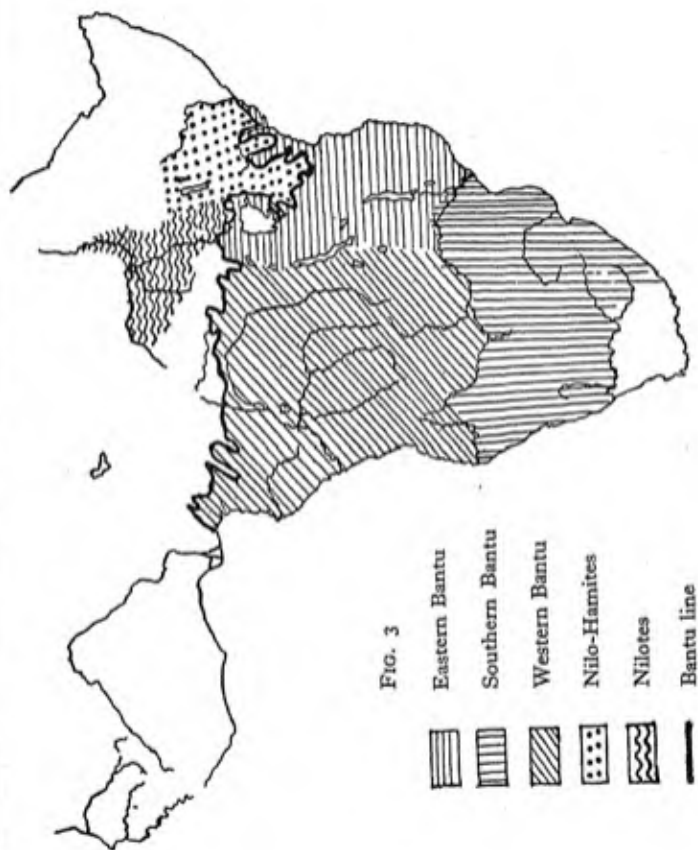 FIG. 3
Eastern Bantu
Southern Bantu
Western Bantu
Nilo-Hamites
Nilotes
Bantu line